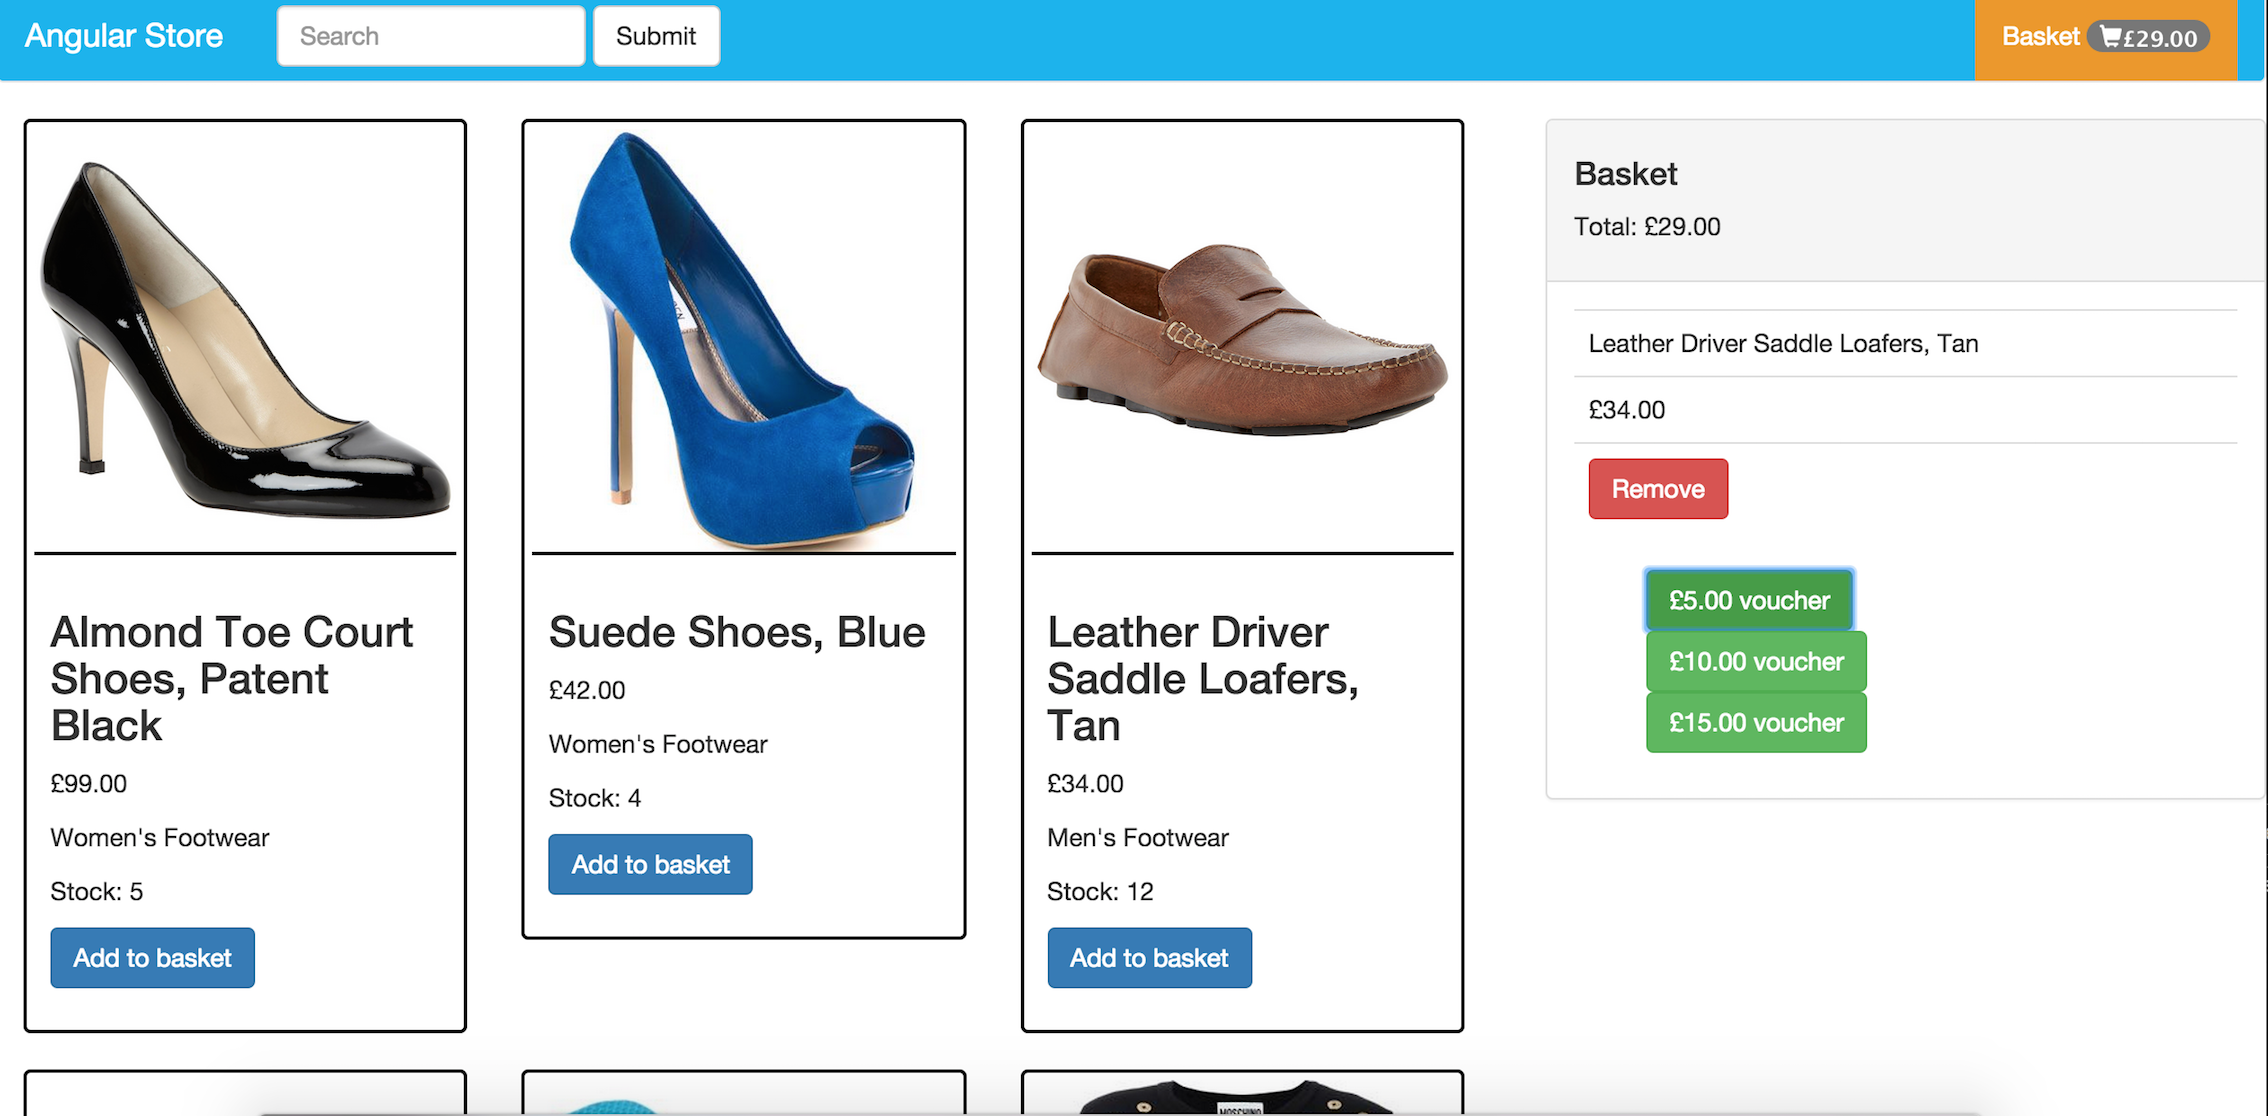 Angular Store
Search
Submit
Basket £29.00
Almond Toe Court
Shoes, Patent
Black
£99.00
Women's Footwear
Stock: 5
Add to basket
Suede Shoes, Blue
£42.00
Women's Footwear
Stock: 4
Add to basket
Leather Driver
Saddle Loafers,
Tan
£34.00
Men's Footwear
Stock: 12
Add to basket
Basket
Total: £29.00
Leather Driver Saddle Loafers, Tan
£34.00
Remove
£5.00 voucher
£10.00 voucher
£15.00 voucher
MOSCHINO